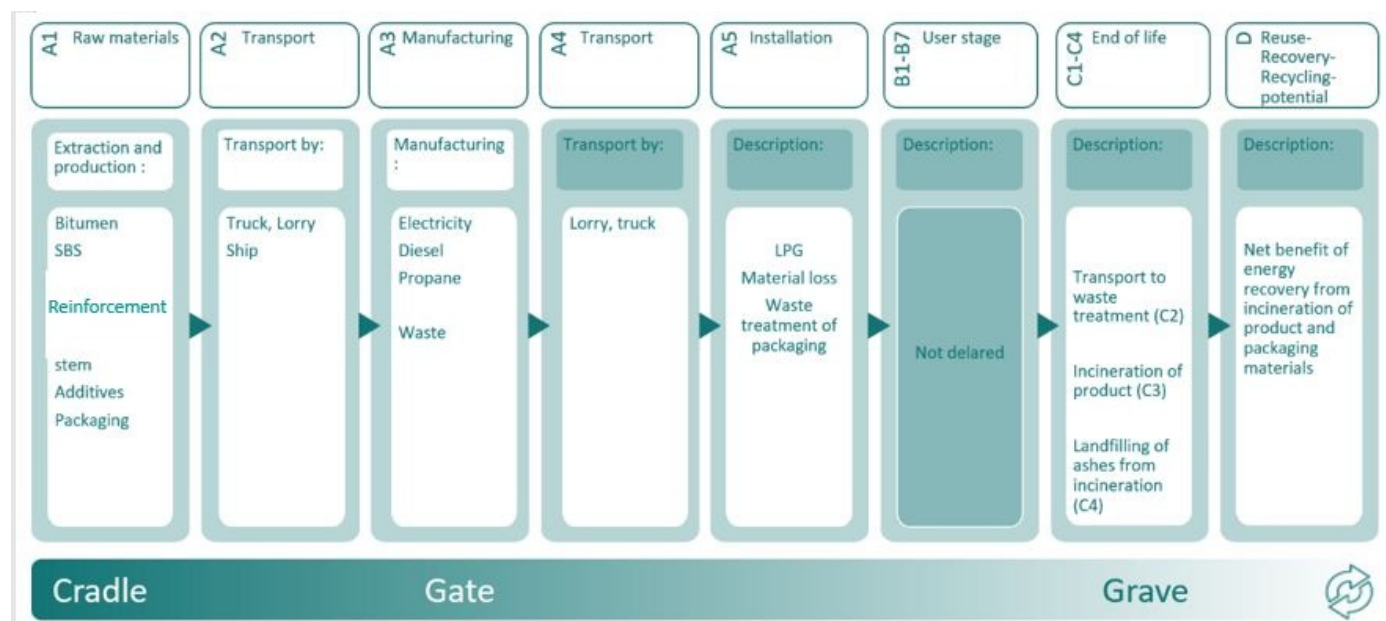 A1
Raw materials
A2
Transport
A3
Manufacturing
A4
Transport
A5
Installation
B1-B7
User stage
C1-C4
End of life
D
Reuse-
Recovery-
Recycling-
potential
Extraction and
production :
Bitumen
SBS
Reinforcement
stem
Additives
Packaging
Transport by:
Truck, Lorry
Ship
Manufacturing
:
Electricity
Diesel
Propane
Waste
Transport by:
Lorry, truck
Description:
LPG
Material loss
Waste
treatment of
packaging
Description:
Not delared
Description:
Transport to
waste
treatment (C2)
Incineration of
product (C3)
Landfilling of
ashes from
incineration
(C4)
Description:
Net benefit of
energy
recovery from
incineration of
product and
packaging
materials
Cradle
Gate
Grave